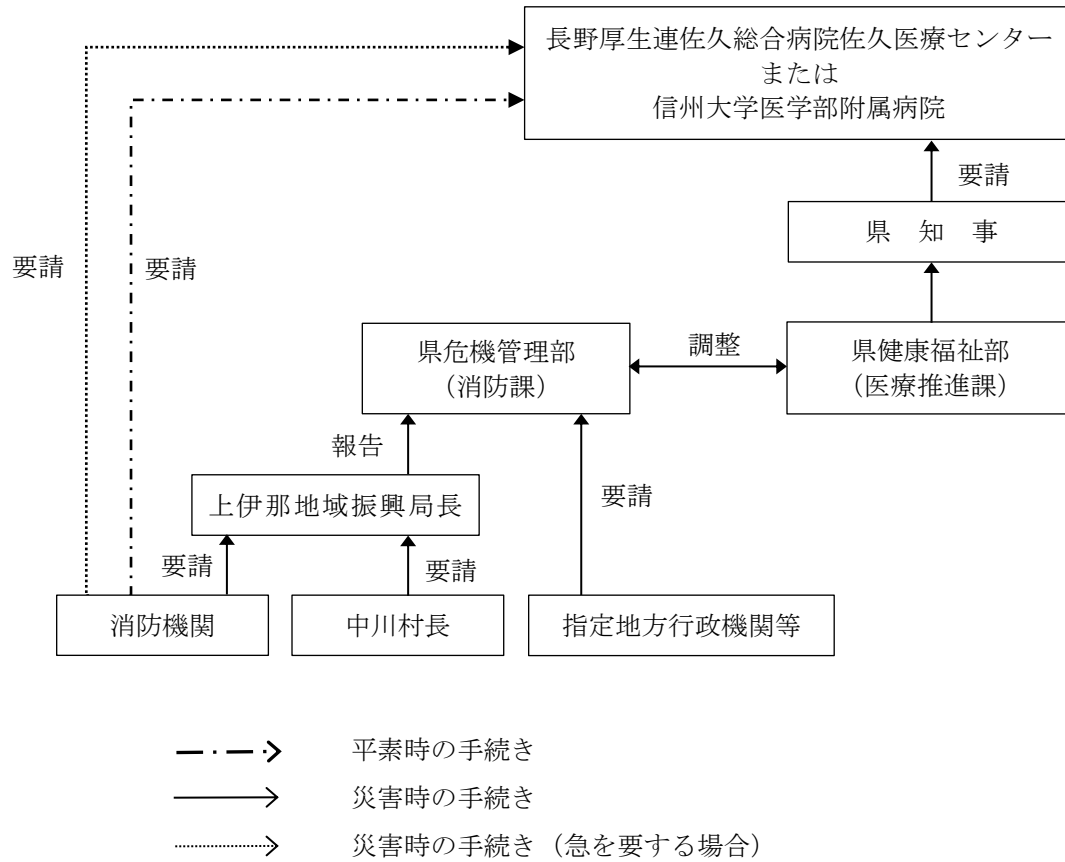 長野厚生連佐久総合病院佐久医療センター
または
信州大学医学部附属病院
要請
県　知　事
要請
要請
県危機管理部
（消防課）
調整
県健康福祉部
（医療推進課）
報告
上伊那地域振興局長
要請
要請
要請
消防機関
中川村長
指定地方行政機関等
平素時の手続き
災害時の手続き
災害時の手続き（急を要する場合）